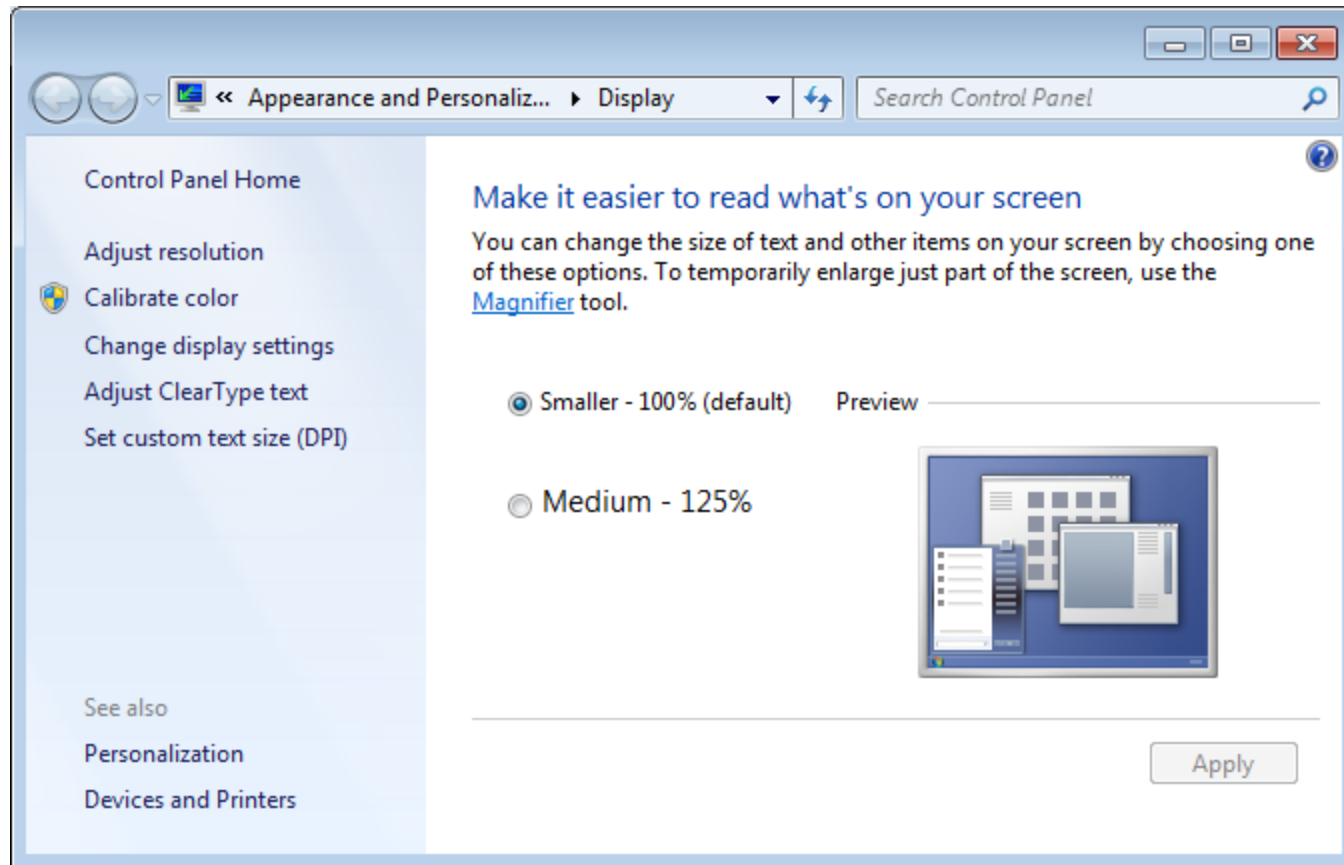 « Appearance and Personaliz... ▸ Display
Search Control Panel
Control Panel Home
Adjust resolution
Calibrate color
Change display settings
Adjust ClearType text
Set custom text size (DPI)
See also
Personalization
Devices and Printers
Make it easier to read what's on your screen
You can change the size of text and other items on your screen by choosing one
of these options. To temporarily enlarge just part of the screen, use the
Magnifier tool.
Smaller - 100% (default)
Preview
Medium - 125%
Apply